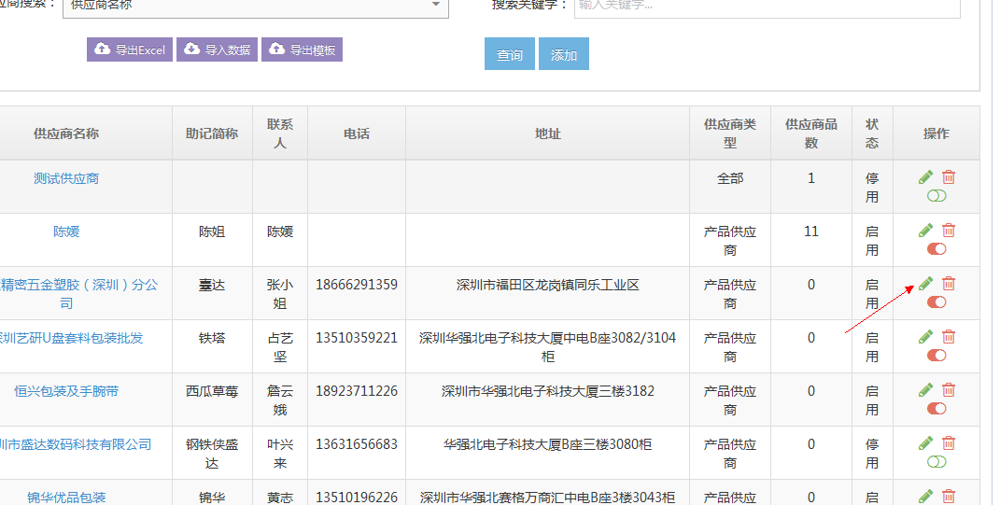 应商搜索：
供应商名称
搜索关键字：
输入关键字...
导出Excel
导入数据
导出模板
查询
添加
供应商名称
助记简称
联系
人
电话
地址
供应商类
型
供应商品
数
状
态
操作
测试供应商
全部
1
停
用
陈媛
陈姐
陈媛
产品供应
商
11
启
用
精密五金塑胶（深圳）分公
司
臺达
张小
姐
18666291359
深圳市福田区龙岗镇同乐工业区
产品供应
商
0
启
用
深圳艺研U盘套料包装批发
铁塔
占艺
坚
13510359221
深圳华强北电子科技大厦中电B座3082/3104
柜
产品供应
商
0
启
用
恒兴包装及手腕带
西瓜草莓
詹云
娥
18923711226
深圳市华强北电子科技大厦三楼3182
产品供应
商
0
启
用
圳市盛达数码科技有限公司
钢铁侠盛
达
叶兴
来
13631656683
华强北电子科技大厦B座三楼3080柜
产品供应
商
0
停
用
锦华优品包装
锦华
黄志
13510196226
深圳市华强北赛格万商汇中电B座3楼3043柜
产品供应
0
启